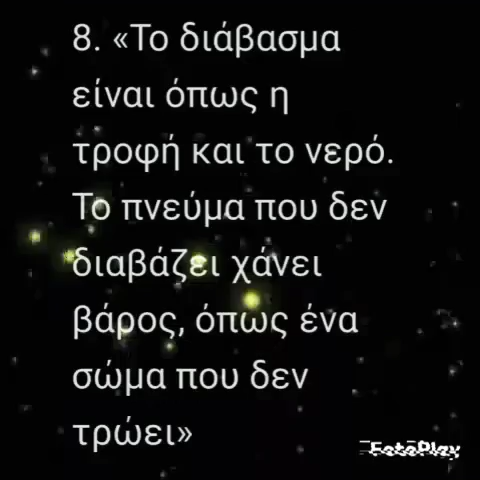 8. «Το διάβασμα
είναι όπως η
τροφή και το νερό.
Το πνεύμα που δεν
διαβάζει χάνει
βάρος, όπως ένα
σώμα που δεν
τρώει»
FotoPlay